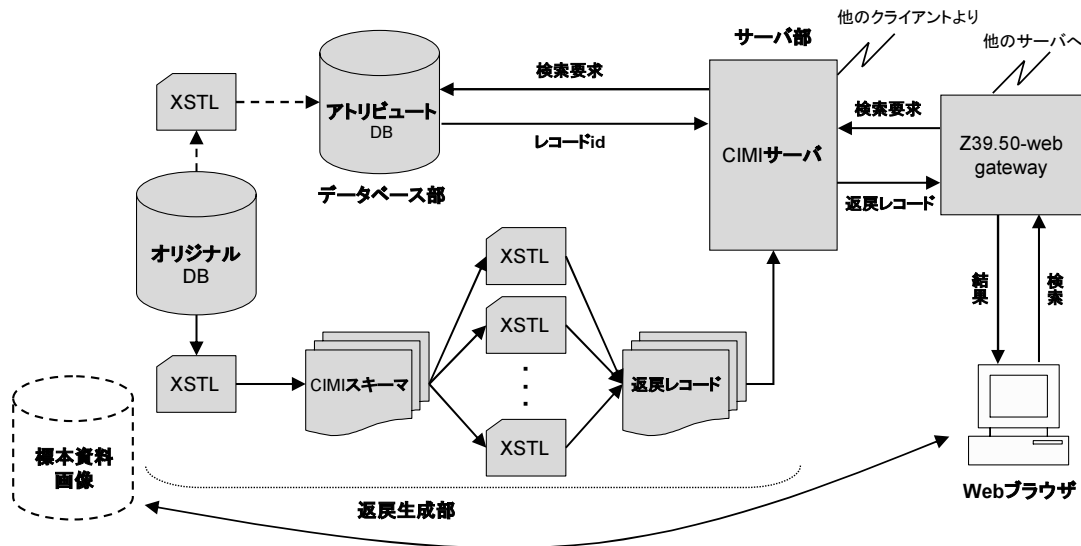 他のクライアントより
サーバ部
他のサーバへ
検索要求
XSTL
アトリビュート
DB
検索要求
レコードid
CIMIサーバ
Z39.50-web
gateway
データベース部
返戻レコード
オリジナル
DB
XSTL
結果
検索
XSTL
XSTL
CIMIスキーマ
返戻レコード
XSTL
標本資料
画像
Webブラウザ
返戻生成部